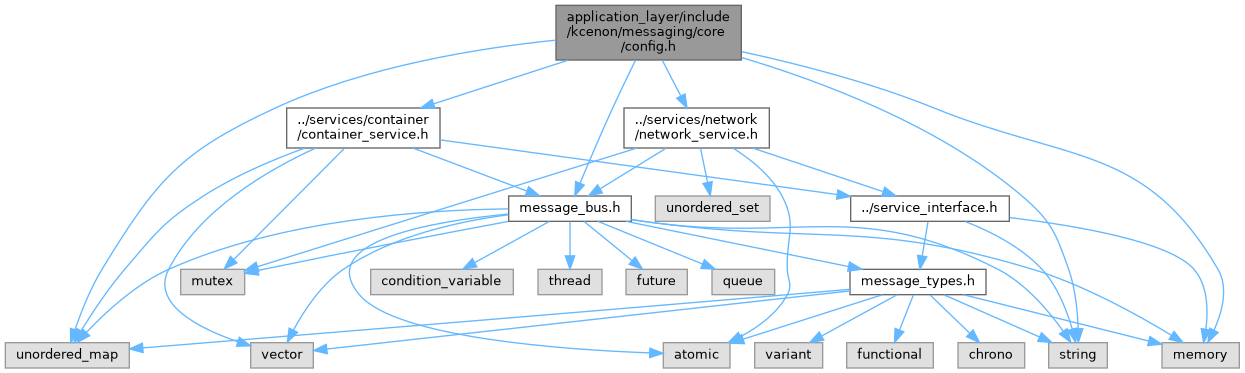 application_layer/include
/kcenon/messaging/core
/config.h
../services/container
/container_service.h
../services/network
/network_service.h
message_bus.h
unordered_set
../service_interface.h
mutex
condition_variable
thread
future
queue
message_types.h
unordered_map
vector
atomic
variant
functional
chrono
string
memory